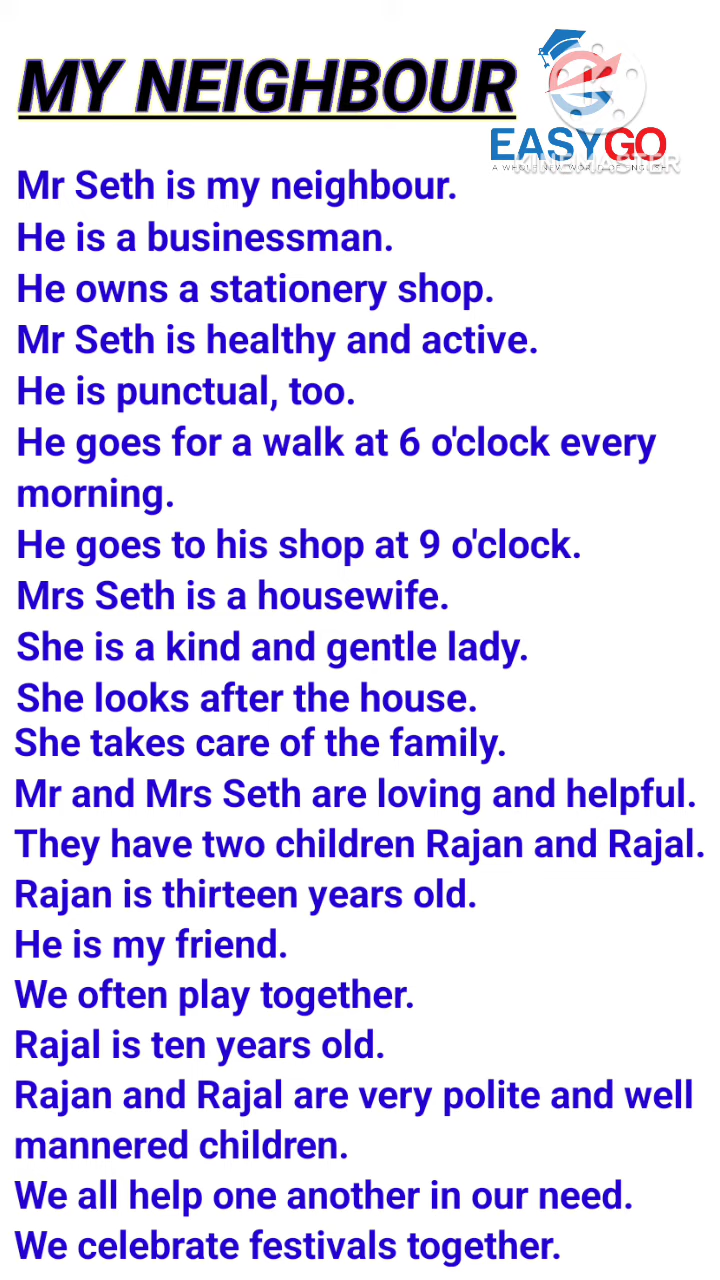 MY NEIGHBOUR
EASYGO
A WHOLE NEW WORLD OF ENGLISH
KINEMASTER
Mr Seth is my neighbour.
He is a businessman.
He owns a stationery shop.
Mr Seth is healthy and active.
He is punctual, too.
He goes for a walk at 6 o'clock every
morning.
He goes to his shop at 9 o'clock.
Mrs Seth is a housewife.
She is a kind and gentle lady.
She looks after the house.
She takes care of the family.
Mr and Mrs Seth are loving and helpful.
They have two children Rajan and Rajal.
Rajan is thirteen years old.
He is my friend.
We often play together.
Rajal is ten years old.
Rajan and Rajal are very polite and well
mannered children.
We all help one another in our need.
We celebrate festivals together.